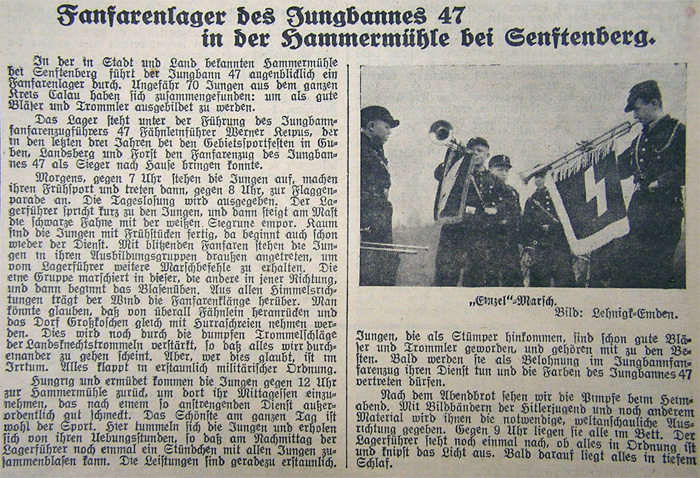 Fanfarenlager des Jungbannes 47
in der Hammermühle bei Senftenberg.
In der in Stadt und Land bekannten Hammermühle
bei Senftenberg führt der Jungbann 47 augenblicklich ein
Fanfarenlager durch. Ungefähr 70 Jungen aus dem ganzen
Kreis Calau haben sich zusammengefunden: um als gute
Bläser und Trommler ausgebildet zu werden.
Das Lager steht unter der Führung des Jungbann-
fanfarenzugführers 47 Fähnleinführer Werner Keipus, der
in den letzten drei Jahren bei den Gebietsportfesten in Gu-
ben, Landsberg und Forst den Fanfarenzug des Jungban-
nes 47 als Sieger nach Hause bringen konnte.
Morgens, gegen 7 Uhr stehen die Jungen auf, machen
ihren Frühsport und treten dann, gegen 8 Uhr, zur Flaggen-
parade an. Die Tageslosung wird ausgegeben. Der La-
gerführer spricht kurz zu den Jungen, und dann steigt am Mast
die schwarze Fahne mit der weißen Siegrune empor. Kaum
sind die Jungen mit Frühstücken fertig, da beginnt auch schon
wieder der Dienst. Mit blitzenden Fanfaren stehen die Jun-
gen in ihren Ausbildungsgruppen draußen angetreten, um
vom Lagerführer weitere Marschbefehle zu erhalten. Die
eine Gruppe marschiert in dieser, die andere in jener Richtung,
und dann beginnt das Blasenüben. Aus allen Himmelsrich-
tungen trägt der Wind die Fanfarenklänge herüber. Man
könnte glauben, daß von überall Fähnlein heranrücken und
das Dorf Großkoschen gleich mit Hurraschreien nehmen wer-
den. Dies wird noch durch die dumpfen Trommelschläge
der Landsknechtstrommeln verstärkt, so daß alles wird durch-
einander zu gehen scheint. Aber, wer dies glaubt, ist im
Irrtum. Alles klappt in erstaunlich militärischer Ordnung.
Hungrig und ermüdet kommen die Jungen gegen 12 Uhr
zur Hammermühle zurück, um dort ihr Mittagessen einzu-
nehmen, das nach einem so anstrengenden Dienst außer-
ordentlich gut schmeckt. Das Schönste am ganzen Tag ist
wohl der Sport. Hier tummeln sich die Jungen und erholen
sich von ihren Uebungsstunden, so daß am Nachmittag der
Lagerführer noch einmal ein Stündchen mit allen Jungen zu-
sammenblasen kann. Die Leistungen sind geradezu erstaunlich.
„Emzel"-Marsch.
Bild: Lehnigk-Emden.
Jungen, die als Stümper hinkommen, sind schon gute Blä-
ser und Trommler geworden, und gehören mit zu den Be-
sten. Bald werden sie als Belohnung im Jungbannfan-
farenzug ihren Dienst tun und die Farben des Jungbannes 47
vertreten dürfen.
Nach dem Abendbrot sehen wir die Pimpfe beim Heim-
abend. Mit Bildbändern der Hitlerjugend und noch anderem
Material wird ihnen die notwendige, weltanschauliche Aus-
richtung gegeben. Gegen 9 Uhr liegen sie alle im Bett. Der
Lagerführer sieht noch einmal nach, ob alles in Ordnung ist
und knipst das Licht aus. Bald darauf liegt alles in tiefem
Schlaf.